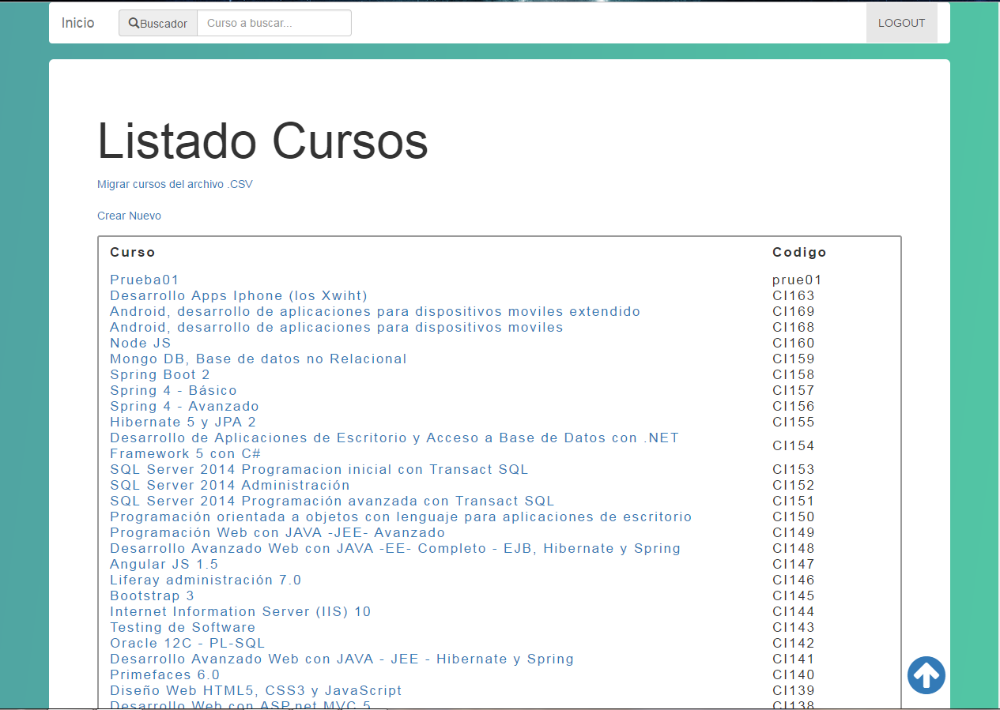 Inicio Buscador Curso a buscar... LOGOUT
Listado Cursos
Migrar cursos del archivo .CSV
Crear Nuevo
Curso Codigo
Prueba01 prue01
Desarrollo Apps Iphone (Ios Xwiht) CI163
Android, desarrollo de aplicaciones para dispositivos moviles extendido CI169
Android, desarrollo de aplicaciones para dispositivos moviles CI168
Node JS CI160
Mongo DB, Base de datos no Relacional CI159
Spring Boot 2 CI158
Spring 4 - Básico CI157
Spring 4 - Avanzado CI156
Hibernate 5 y JPA 2 CI155
Desarrollo de Aplicaciones de Escritorio y Acceso a Base de Datos con .NET
Framework 5 con C# CI154
SQL Server 2014 Programacion inicial con Transact SQL CI153
SQL Server 2014 Administración CI152
SQL Server 2014 Programación avanzada con Transact SQL CI151
Programación orientada a objetos con lenguaje para aplicaciones de escritorio CI150
Programación Web con JAVA -JEE- Avanzado CI149
Desarrollo Avanzado Web con JAVA -EE- Completo - EJB, Hibernate y Spring CI148
Angular JS 1.5 CI147
Liferay administración 7.0 CI146
Bootstrap 3 CI145
Internet Information Server (IIS) 10 CI144
Testing de Software CI143
Oracle 12C - PL-SQL CI142
Desarrollo Avanzado Web con JAVA - JEE - Hibernate y Spring CI141
Primefaces 6.0 CI140
Diseño Web HTML5, CSS3 y JavaScript CI139
Desarrollo Web con ASP.net MVC 5 CI138